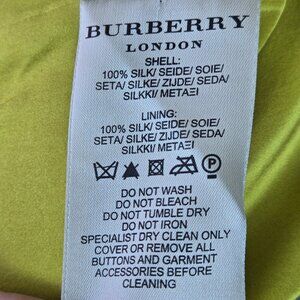 BURBERRY
LONDON
SHELL:
100% SILK/ SEIDE/ SOIE/
SETA/ SILKE/ ZIJDE/ SEDA/
SILKKI/ ΜΕΤΑΞΙ
LINING:
100% SILK/ SEIDE/ SOIE/
SETA/ SILKE/ ZIJDE/ SEDA/
SILKKI/ ΜΕΤΑΞΙ
P
DO NOT WASH
DO NOT BLEACH
DO NOT TUMBLE DRY
DO NOT IRON
SPECIALIST DRY CLEAN ONLY
COVER OR REMOVE ALL
BUTTONS AND GARMENT
ACCESSORIES BEFORE
CLEANING